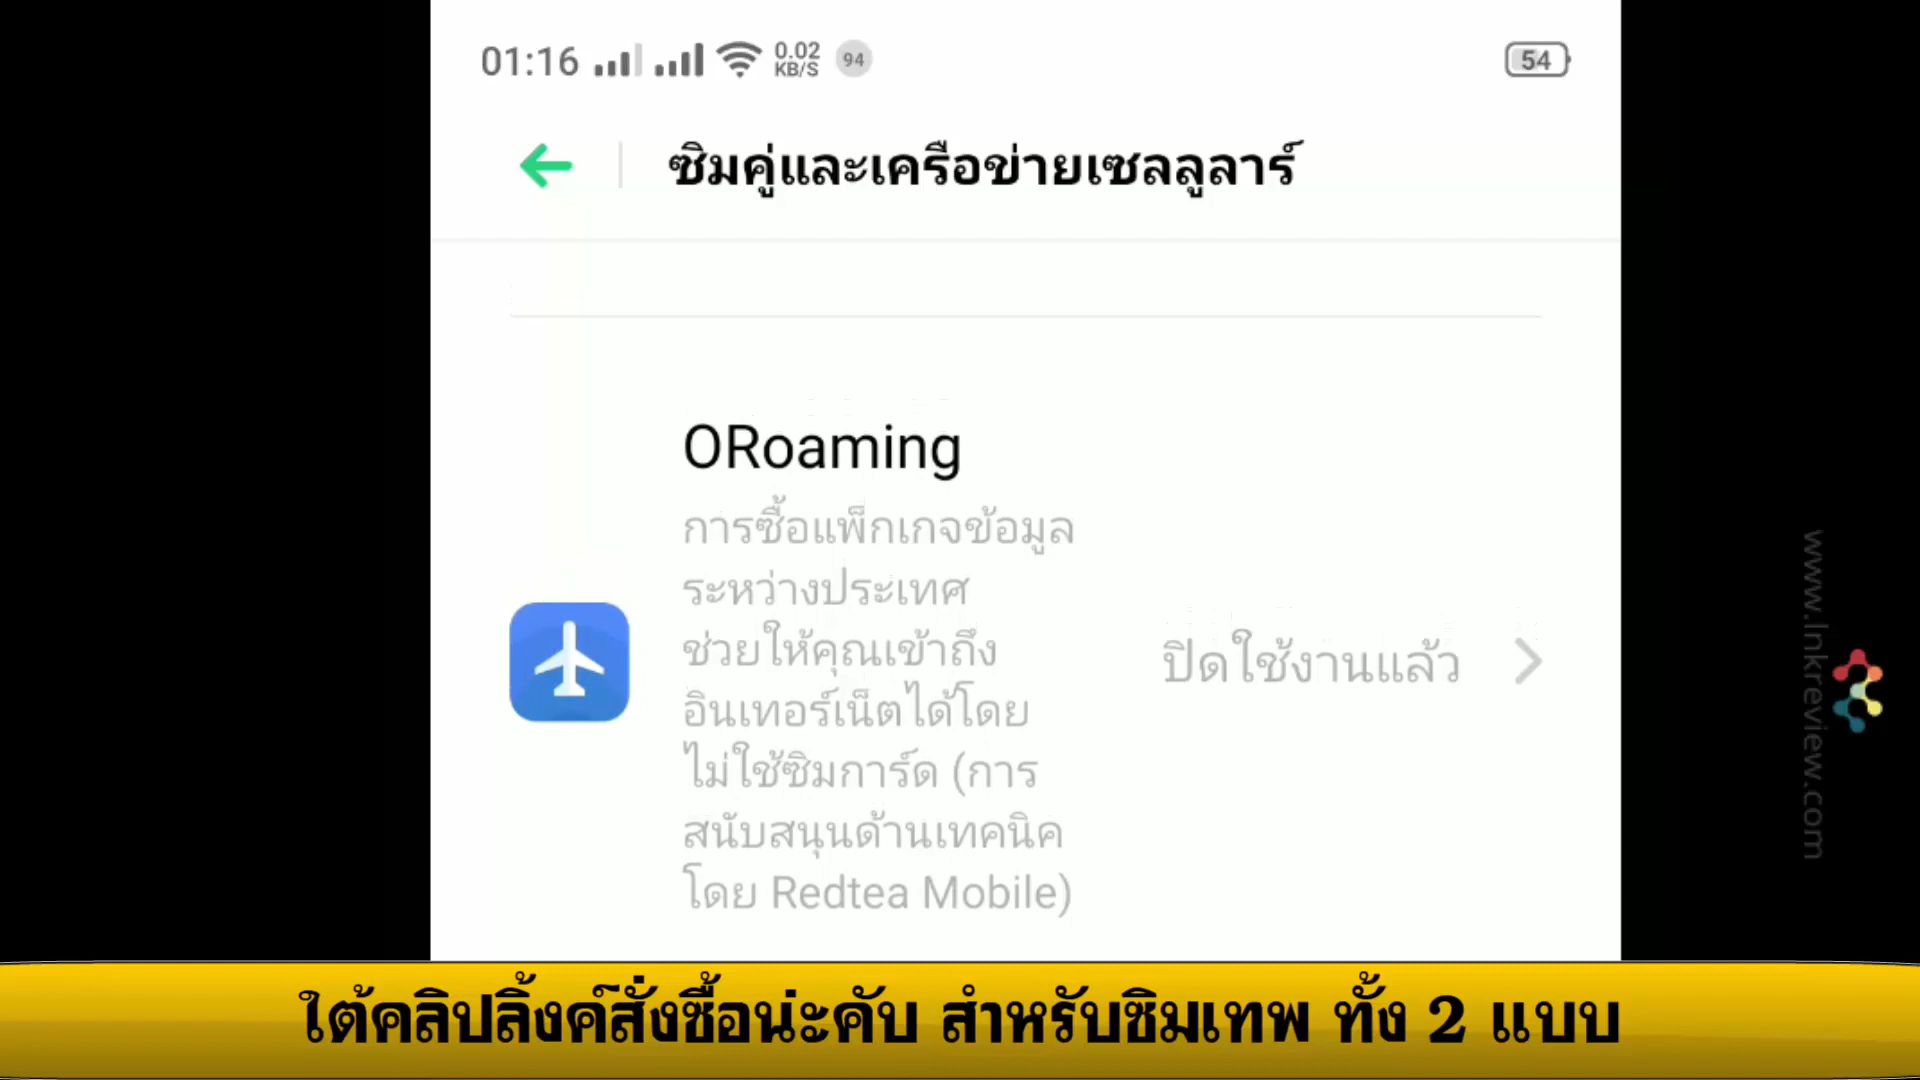 01:16 0.02 KB/S 94 54
ซิมคู่และเครือข่ายเซลลูลาร์
ORoaming
การซื้อแพ็กเกจข้อมูล
ระหว่างประเทศ
ช่วยให้คุณเข้าถึง
อินเทอร์เน็ตได้โดย
ไม่ใช้ซิมการ์ด (การ
สนับสนุนด้านเทคนิค
โดย Redtea Mobile)
ปิดใช้งานแล้ว
www.lnkreview.com
ใต้คลิปลิ้งค์สั่งซื้อน่ะคับ สำหรับซิมเทพ ทั้ง 2 แบบ